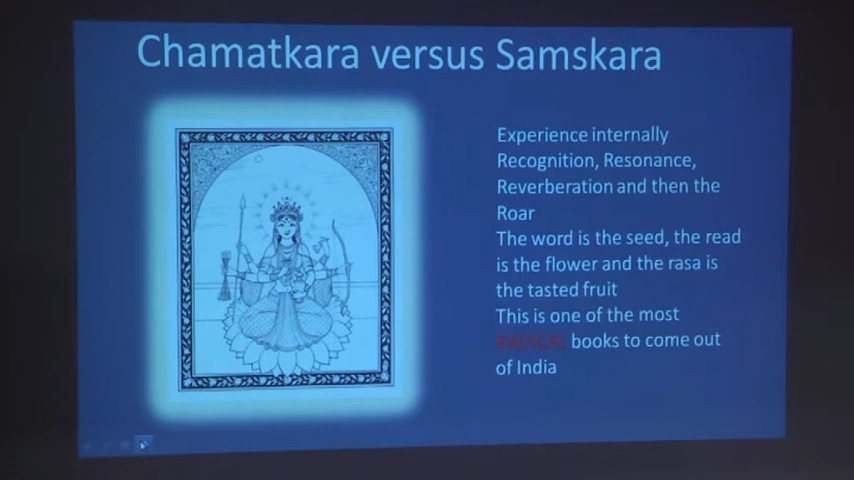 Chamatkara versus Samskara
Experience internally
Recognition, Resonance,
Reverberation and then the
Roar
The word is the seed, the read
is the flower and the rasa is
the tasted fruit
This is one of the most
RADICAL books to come out
of India